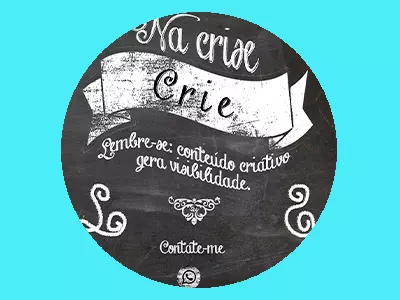 Na crise
Crie
Lembre-se: conteúdo criativo
gera visibilidade.
Contate-me